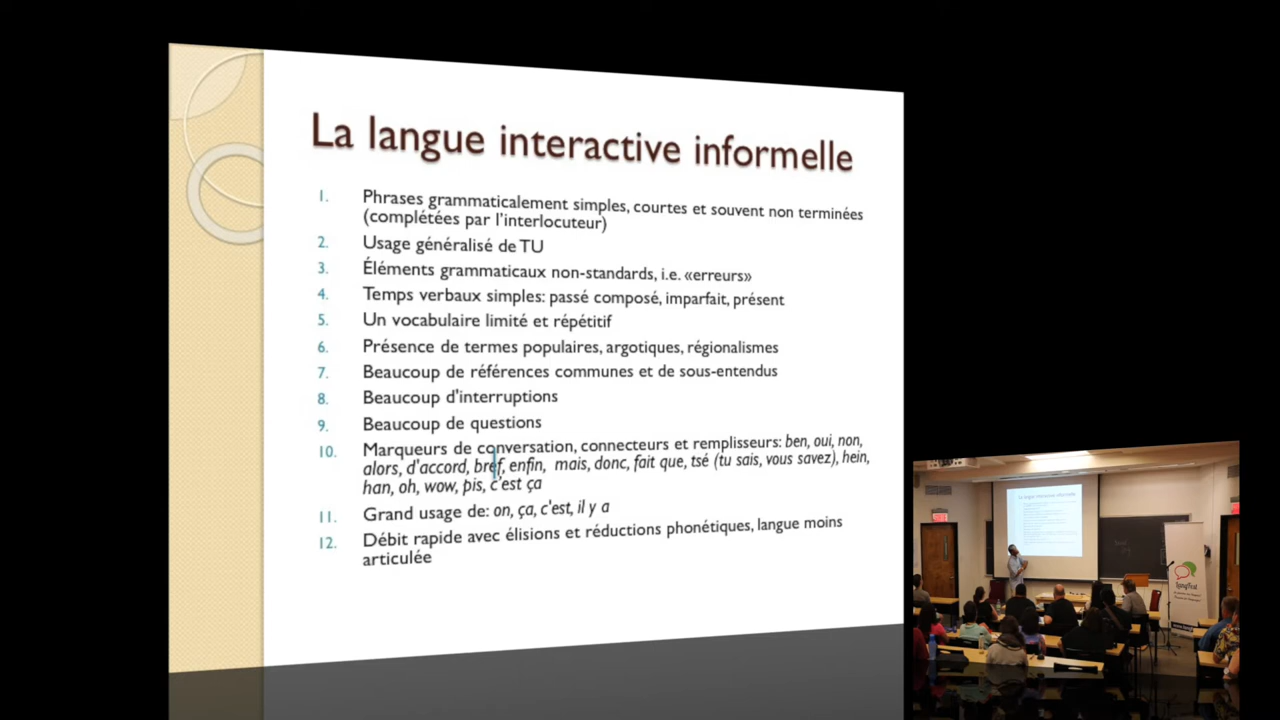 La langue interactive informelle
1. Phrases grammaticalement simples, courtes et souvent non terminées
(complétées par l'interlocuteur)
2. Usage généralisé de TU
3. Éléments grammaticaux non-standards, i.e. «erreurs»
4. Temps verbaux simples: passé composé, imparfait, présent
5. Un vocabulaire limité et répétitif
6. Présence de termes populaires, argotiques, régionalismes
7. Beaucoup de références communes et de sous-entendus
8. Beaucoup d'interruptions
9. Beaucoup de questions
10. Marqueurs de conversation, connecteurs et remplisseurs: ben, oui, non,
alors, d'accord, bref, enfin, mais, donc, fait que, tsé (tu sais, vous savez), hein,
han, oh, wow, pis, c'est ça
11. Grand usage de: on, ça, c'est, il y a
12. Débit rapide avec élisions et réductions phonétiques, langue moins
articulée
La langue interactive informelle